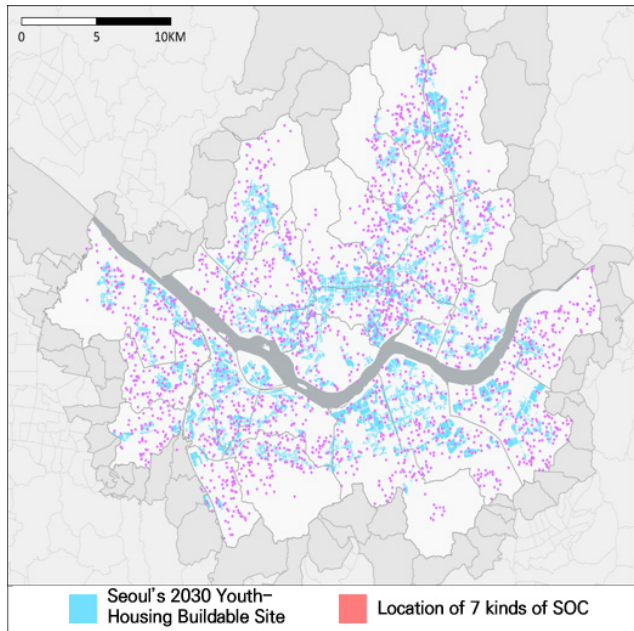 0 5 10KM
Seoul's 2030 Youth-
Housing Buildable Site
Location of 7 kinds of SOC